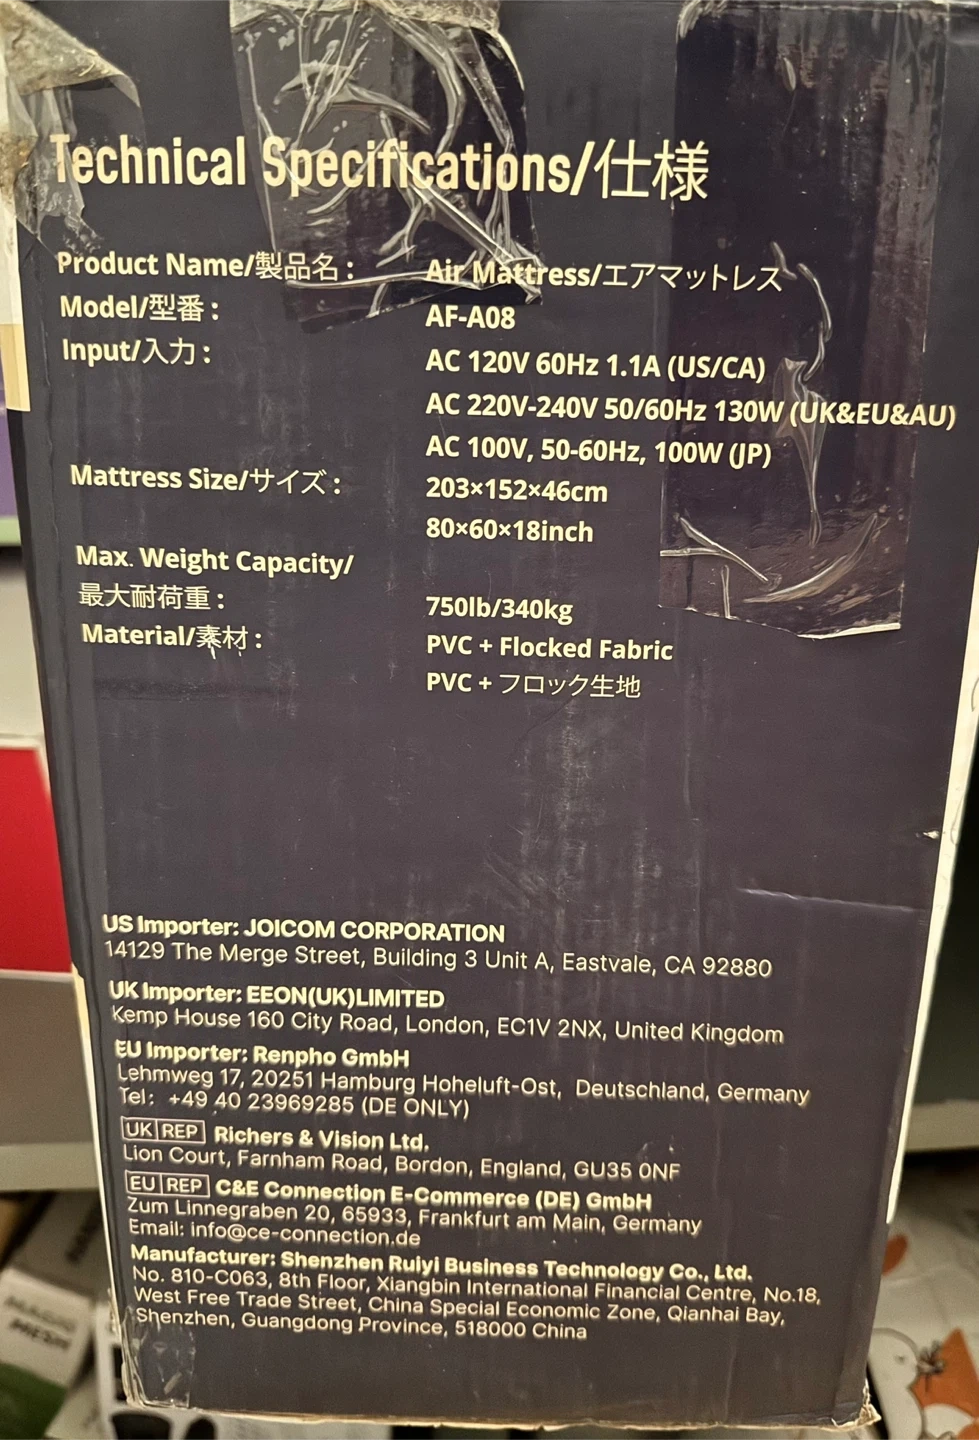 Technical Specifications/仕様
Product Name/製品名: Air Mattress/エアマットレス
Model/型番: AF-A08
Input/入力: AC 120V 60Hz 1.1A (US/CA)
AC 220V-240V 50/60Hz 130W (UK&EU&AU)
AC 100V, 50-60Hz, 100W (JP)
Mattress Size/サイズ: 203×152×46cm
80×60×18inch
Max. Weight Capacity/
最大耐荷重: 750lb/340kg
Material/素材: PVC + Flocked Fabric
PVC + フロック生地
US Importer: JOICOM CORPORATION
14129 The Merge Street, Building 3 Unit A, Eastvale, CA 92880
UK Importer: EEON(UK)LIMITED
Kemp House 160 City Road, London, EC1V 2NX, United Kingdom
EU Importer: Renpho GmbH
Lehmweg 17, 20251 Hamburg Hoheluft-Ost, Deutschland, Germany
Tel: +49 40 23969285 (DE ONLY)
UK REP Richers & Vision Ltd.
Lion Court, Farnham Road, Bordon, England, GU35 0NF
EU REP C&E Connection E-Commerce (DE) GmbH
Zum Linnegraben 20, 65933, Frankfurt am Main, Germany
Email: info@ce-connection.de
Manufacturer: Shenzhen Ruiyi Business Technology Co., Ltd.
No. 810-C063, 8th Floor, Xiangbin International Financial Centre, No.18,
West Free Trade Street, China Special Economic Zone, Qianhai Bay,
Shenzhen, Guangdong Province, 518000 China